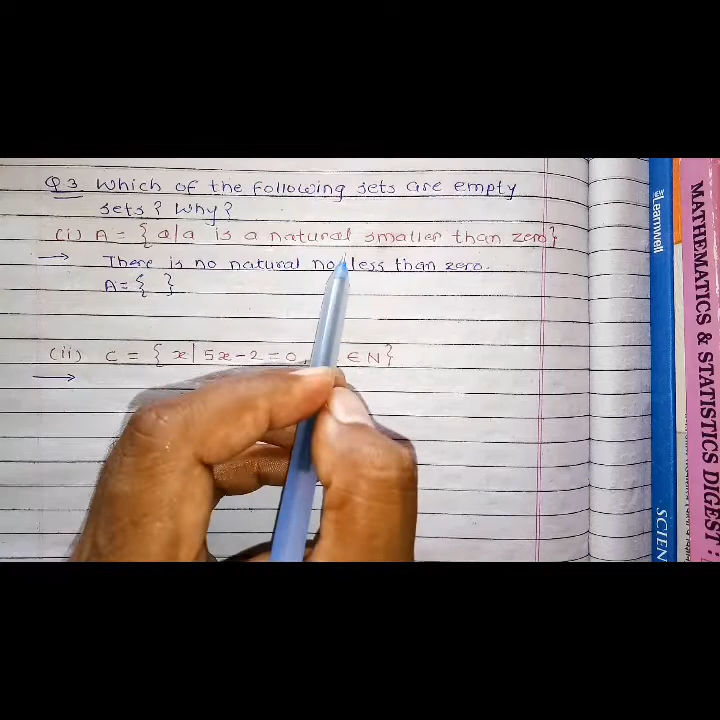 Q3 Which of the following sets are empty
sets? Why?
(i) A = { a|a is a natural smaller than zero}
→ There is no natural no. less than zero.
A = { }
(ii) C = { x| 5x - 2 = 0, ∈ N}
→
Learnwell
SCIEN
MATHEMATICS & STATISTICS DIGEST :